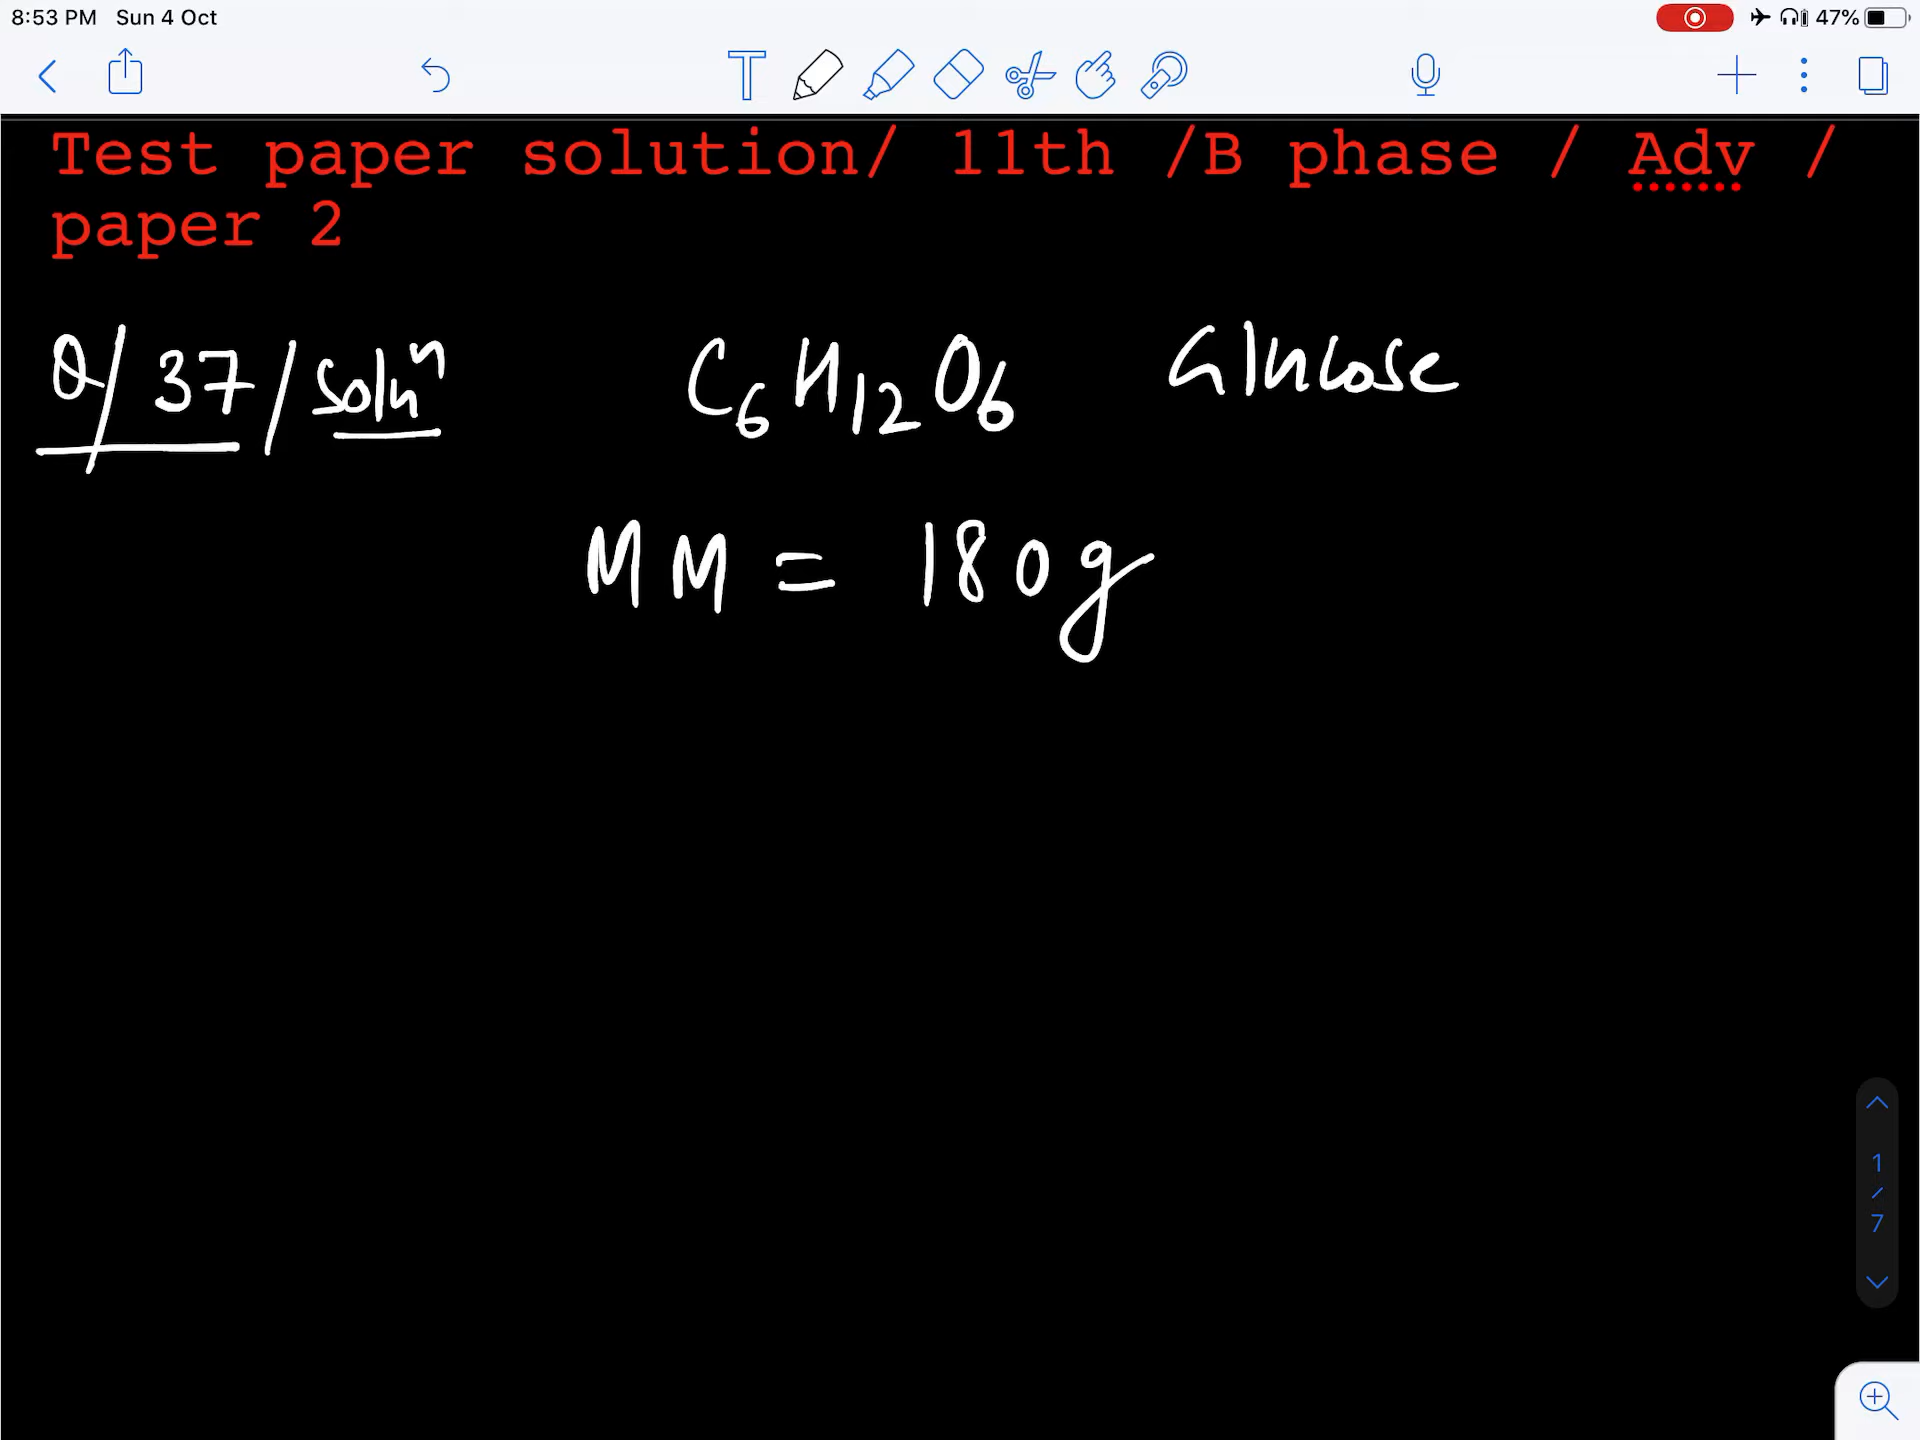 8:53 PM Sun 4 Oct 47%
Test paper solution/ 11th /B phase / Adv /
paper 2
Q/ 37 / Solnⁿ C₆H₁₂O₆ Glucose
MM = 180g
1
/
7